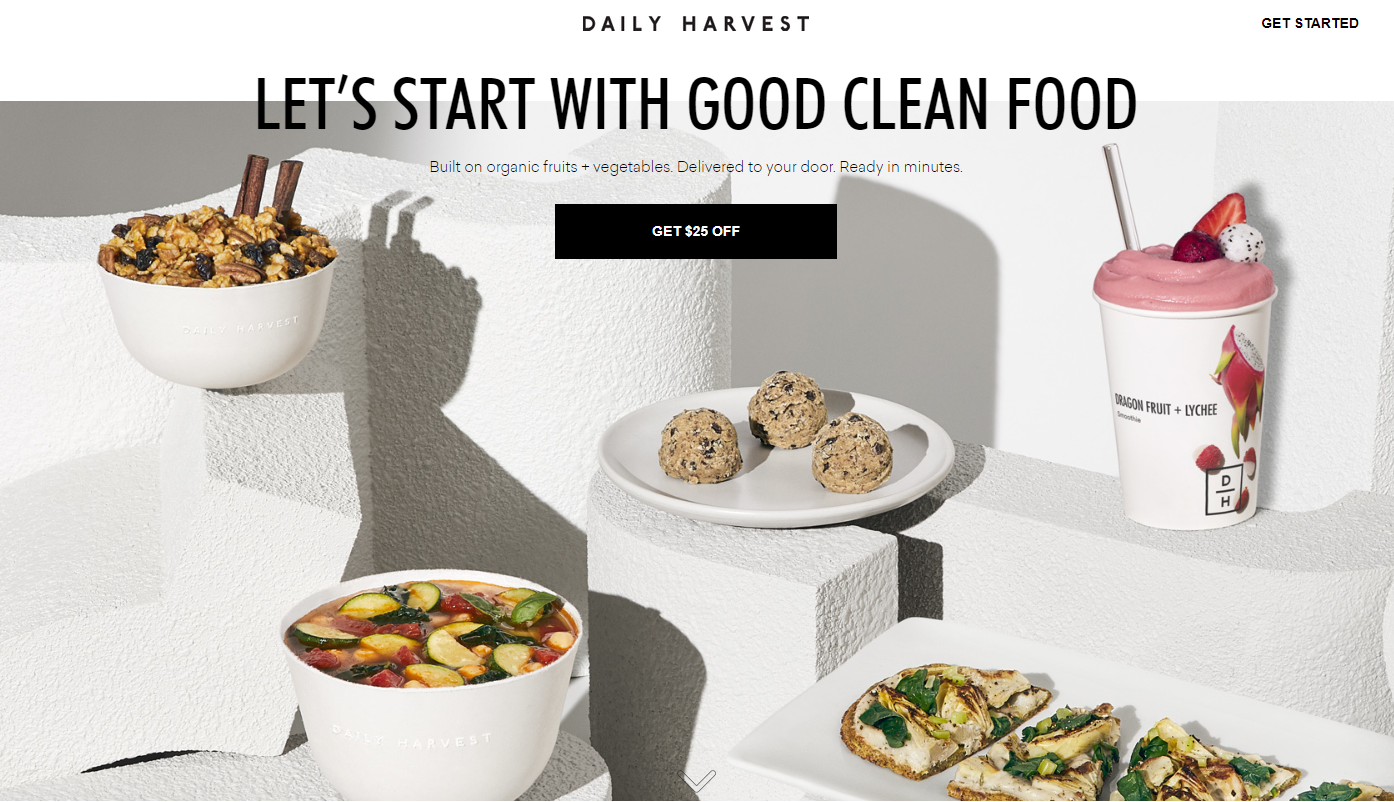 DAILY HARVEST
GET STARTED
LET'S START WITH GOOD CLEAN FOOD
Built on organic fruits + vegetables. Delivered to your door. Ready in minutes.
GET $25 OFF
DAILY HARVEST
DRAGON FRUIT + LYCHEE
Smoothie
D
H
DAILY HARVEST